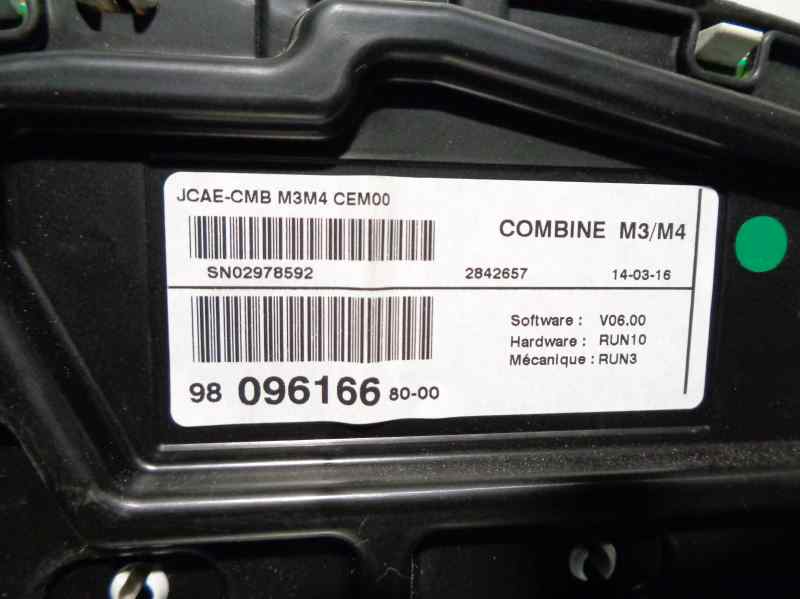 JCAE-CMB M3M4 CEM00
COMBINE M3/M4
SN02978592 2842657 14-03-16
Software : V06.00
Hardware : RUN10
Mécanique : RUN3
98 096166 80-00